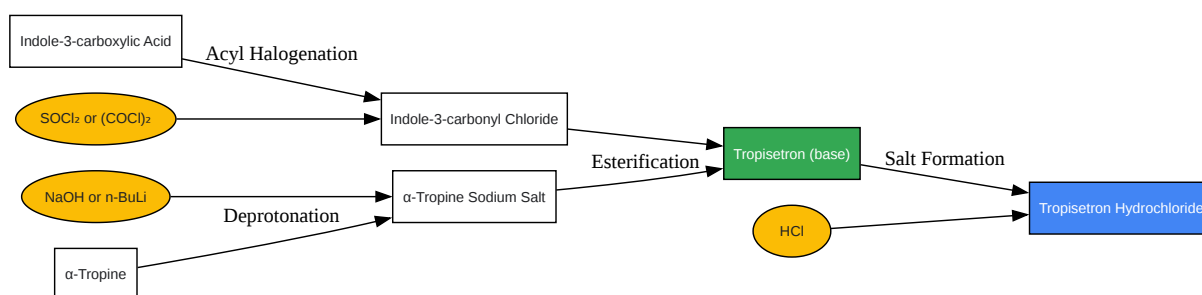 Indole-3-carboxylic Acid
Acyl Halogenation
SOCl₂ or (COCl)₂
Indole-3-carbonyl Chloride
Esterification
Tropisetron (base)
Salt Formation
NaOH or n-BuLi
α-Tropine Sodium Salt
Deprotonation
Tropisetron Hydrochloride
HCl
α-Tropine